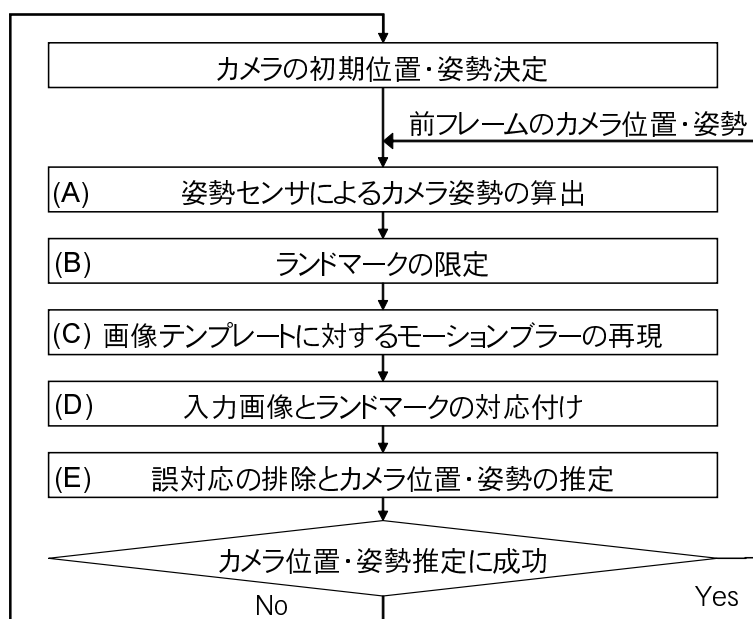 カメラの初期位置・姿勢決定
前フレームのカメラ位置・姿勢
(A) 姿勢センサによるカメラ姿勢の算出
(B) ランドマークの限定
(C) 画像テンプレートに対するモーションブラーの再現
(D) 入力画像とランドマークの対応付け
(E) 誤対応の排除とカメラ位置・姿勢の推定
カメラ位置・姿勢推定に成功
No
Yes